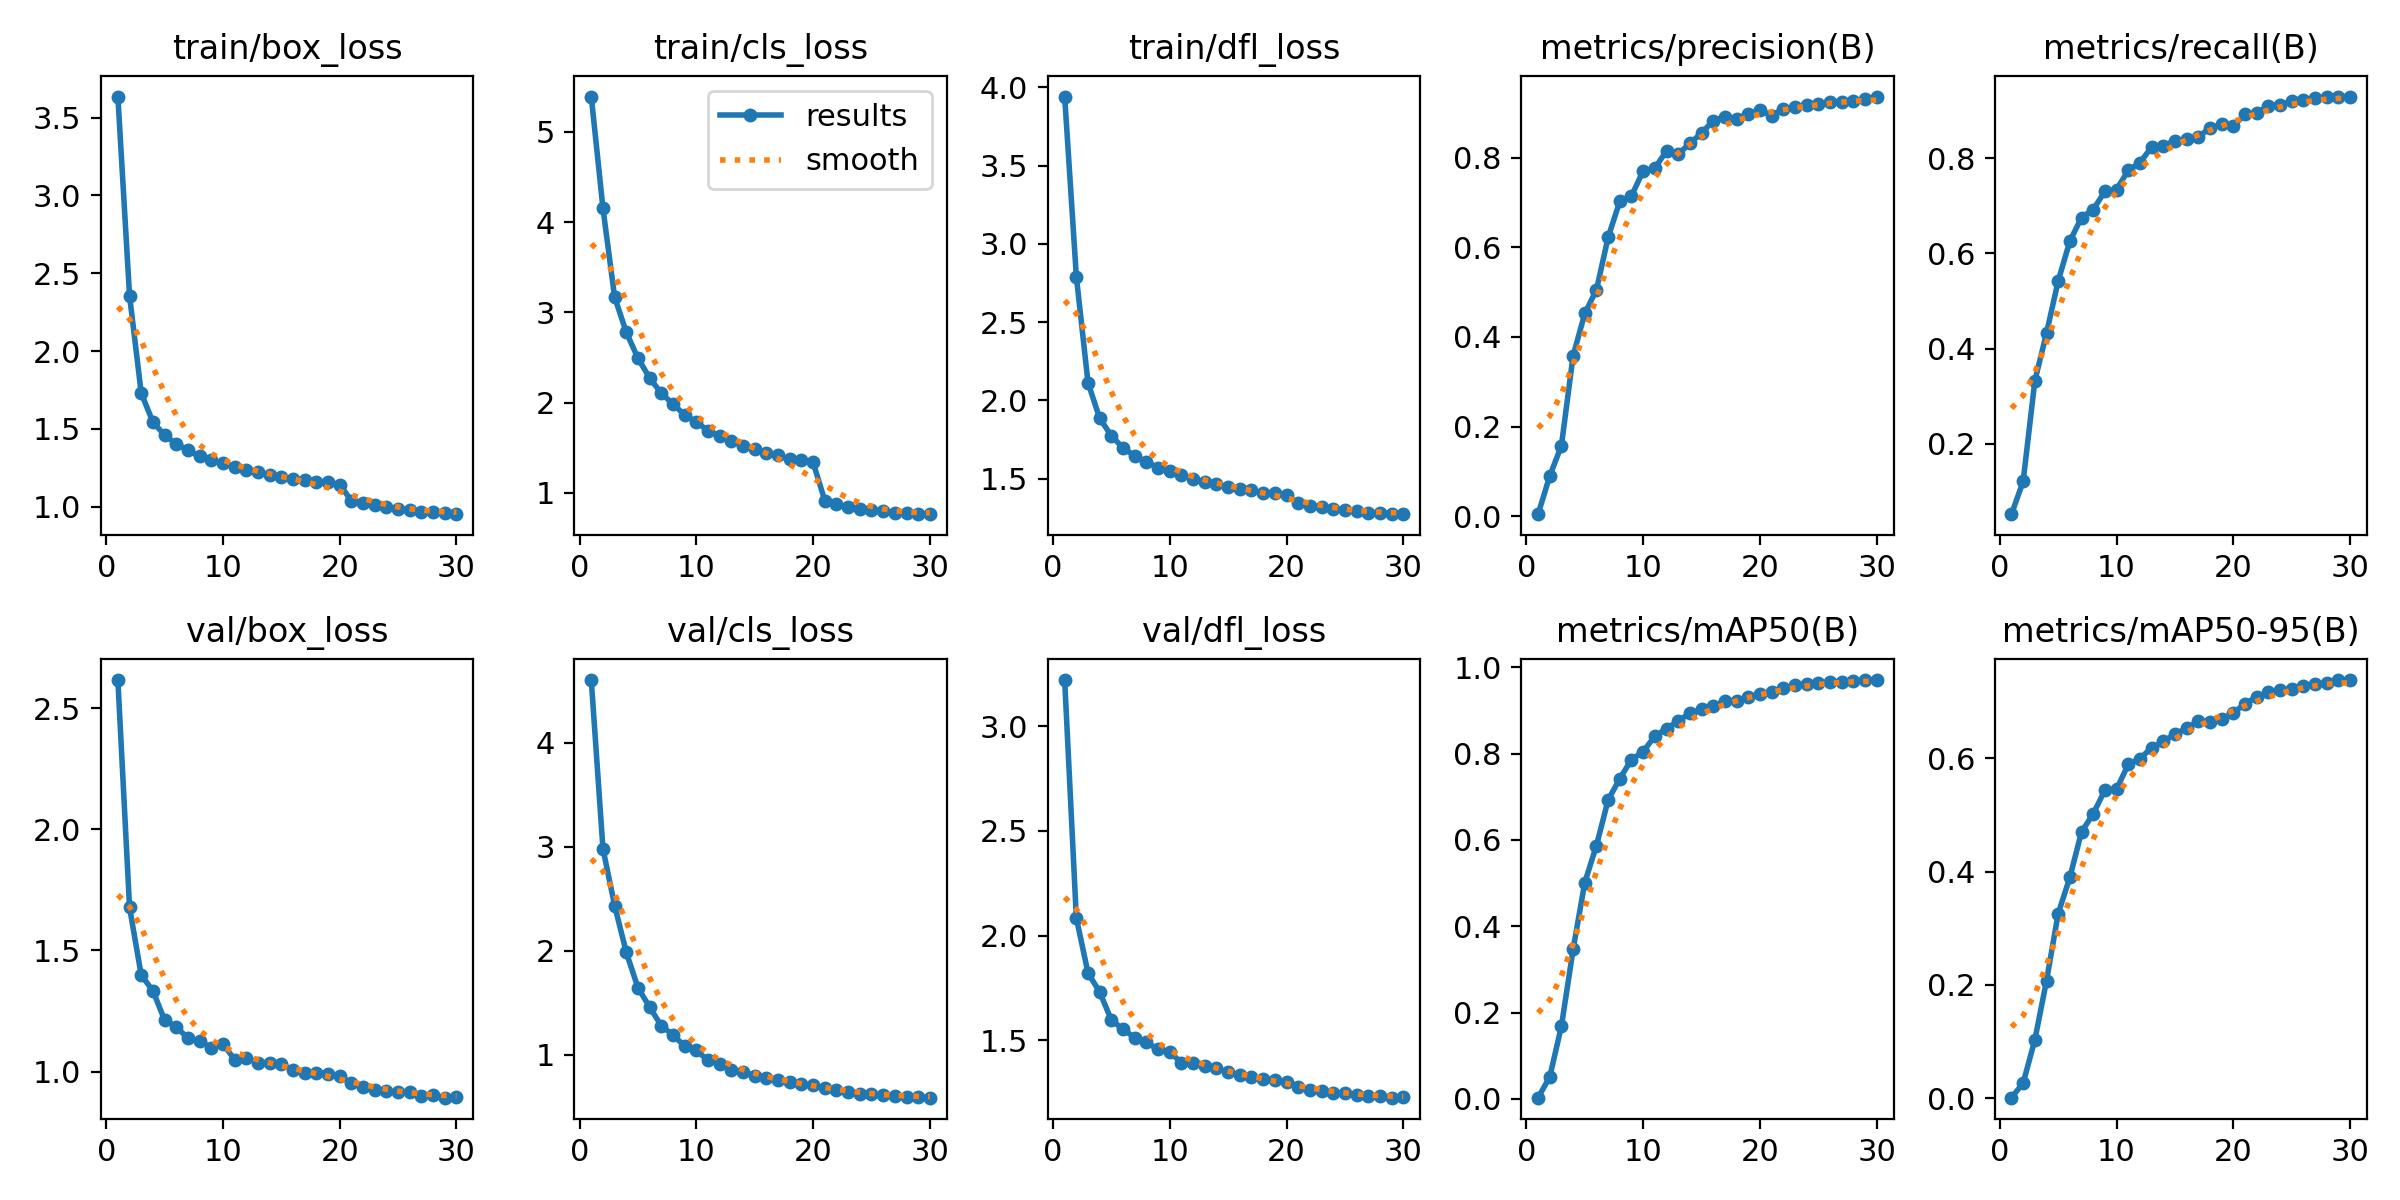 train/box_loss
3.5
3.0
2.5
2.0
1.5
1.0
0 10 20 30
train/cls_loss
results
smooth
5
4
3
2
1
0 10 20 30
train/dfl_loss
4.0
3.5
3.0
2.5
2.0
1.5
0 10 20 30
metrics/precision(B)
0.8
0.6
0.4
0.2
0.0
0 10 20 30
metrics/recall(B)
0.8
0.6
0.4
0.2
0 10 20 30
val/box_loss
2.5
2.0
1.5
1.0
0 10 20 30
val/cls_loss
4
3
2
1
0 10 20 30
val/dfl_loss
3.0
2.5
2.0
1.5
0 10 20 30
metrics/mAP50(B)
1.0
0.8
0.6
0.4
0.2
0.0
0 10 20 30
metrics/mAP50-95(B)
0.6
0.4
0.2
0.0
0 10 20 30